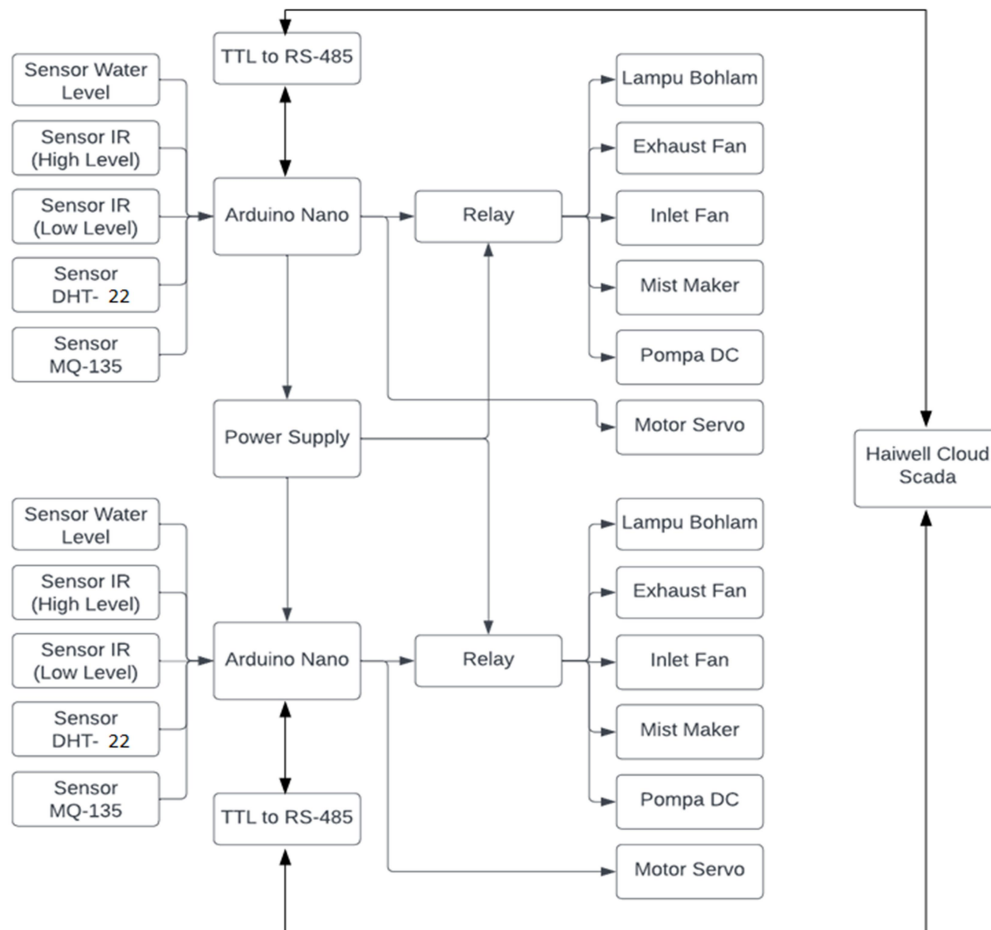 TTL to RS-485
Sensor Water
Level
Sensor IR
(High Level)
Sensor IR
(Low Level)
Sensor
DHT- 22
Sensor
MQ-135
Arduino Nano
Relay
Lampu Bohlam
Exhaust Fan
Inlet Fan
Mist Maker
Pompa DC
Motor Servo
Power Supply
Haiwell Cloud
Scada
Sensor Water
Level
Sensor IR
(High Level)
Sensor IR
(Low Level)
Sensor
DHT- 22
Sensor
MQ-135
Arduino Nano
Relay
Lampu Bohlam
Exhaust Fan
Inlet Fan
Mist Maker
Pompa DC
Motor Servo
TTL to RS-485